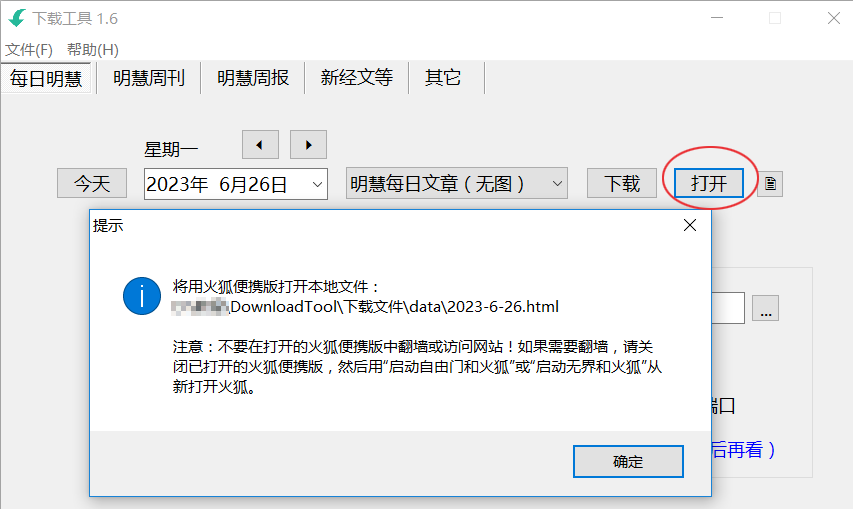 下载工具 1.6
文件(F) 帮助(H)
每日明慧 明慧周刊 明慧周报 新经文等 其它
星期一
今天 2023年 6月26日 明慧每日文章（无图） 下载 打开
提示
将用火狐便携版打开本地文件：
DownloadTool\下载文件\data\2023-6-26.html
...
注意：不要在打开的火狐便携版中翻墙或访问网站！如果需要翻墙，请关
闭已打开的火狐便携版，然后用“启动自由门和火狐”或“启动无界和火狐”从
新打开火狐。
端口
后再看）
确定